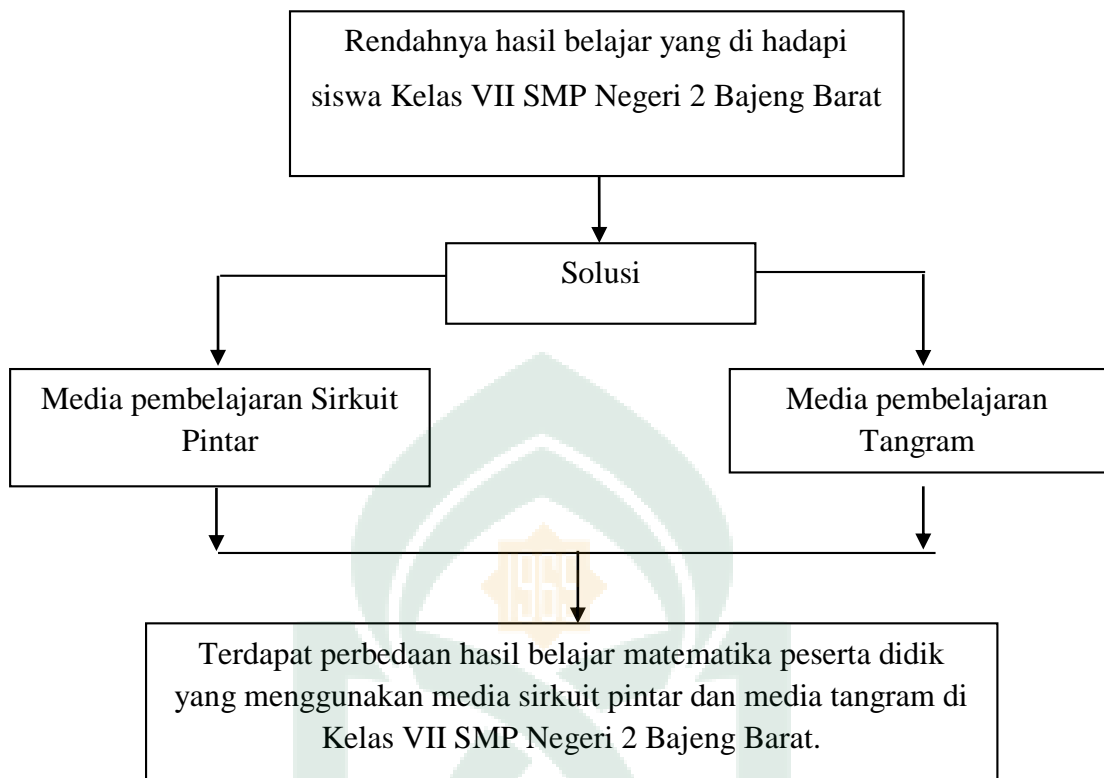 Rendahnya hasil belajar yang di hadapi
siswa Kelas VII SMP Negeri 2 Bajeng Barat
Solusi
Media pembelajaran Sirkuit
Pintar
Media pembelajaran
Tangram
1965
Terdapat perbedaan hasil belajar matematika peserta didik
yang menggunakan media sirkuit pintar dan media tangram di
Kelas VII SMP Negeri 2 Bajeng Barat.